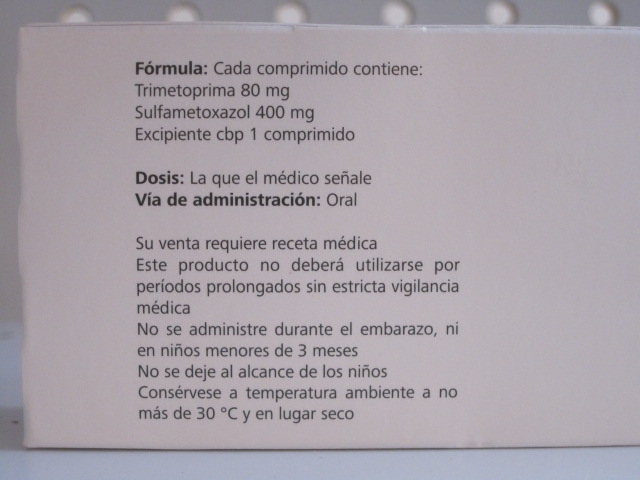 Fórmula: Cada comprimido contiene:
Trimetoprima 80 mg
Sulfametoxazol 400 mg
Excipiente cbp 1 comprimido
Dosis: La que el médico señale
Vía de administración: Oral
Su venta requiere receta médica
Este producto no deberá utilizarse por
períodos prolongados sin estricta vigilancia
médica
No se administre durante el embarazo, ni
en niños menores de 3 meses
No se deje al alcance de los niños
Consérvese a temperatura ambiente a no
más de 30 °C y en lugar seco